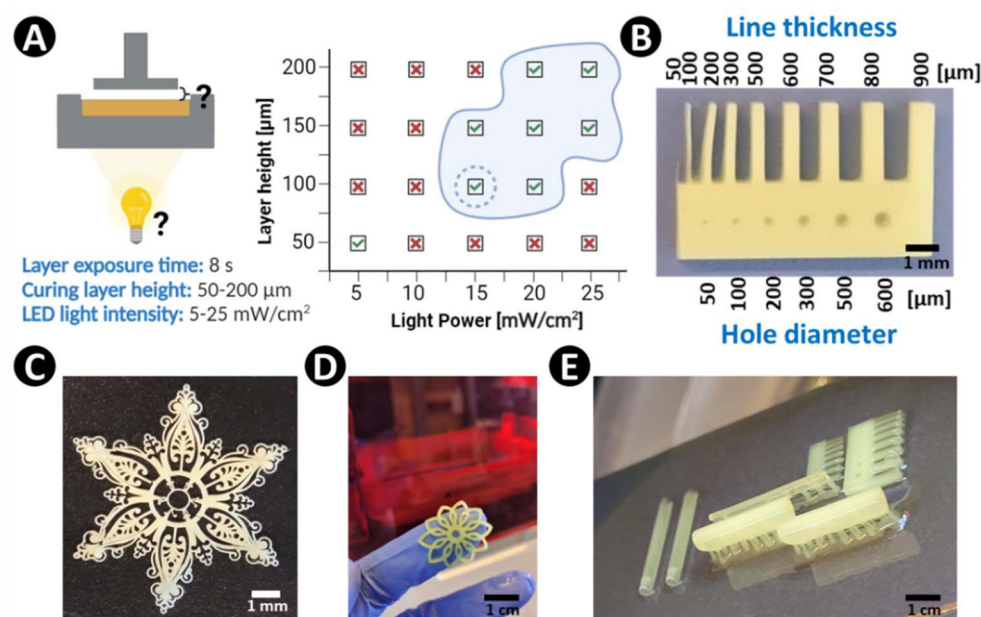 A
?
?
Layer exposure time: 8 s
Curing layer height: 50-200 µm
LED light intensity: 5-25 mW/cm²
Layer height [µm]
200
150
100
50
5 10 15 20 25
Light Power [mW/cm²]
B
Line thickness
50 100 200 300 500 600 700 800 900 [µm]
1 mm
50 100 200 300 500 600 [µm]
Hole diameter
C
1 mm
D
1 cm
E
1 cm